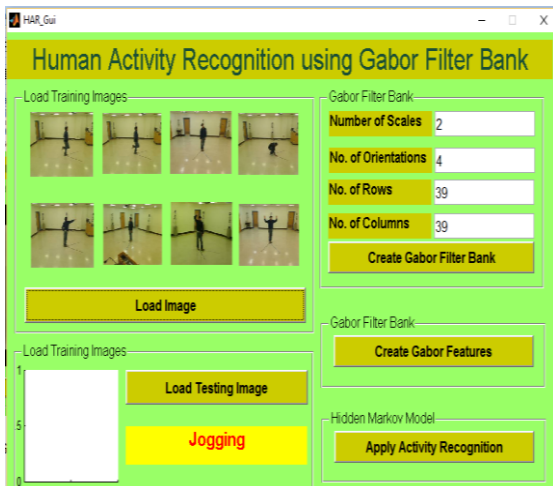 HAR_Gui
Human Activity Recognition using Gabor Filter Bank
Load Training Images
Load Image
Gabor Filter Bank
Number of Scales 2
No. of Orientations 4
No. of Rows 39
No. of Columns 39
Create Gabor Filter Bank
Gabor Filter Bank
Create Gabor Features
Load Training Images
1
.5
0
Load Testing Image
Jogging
Hidden Markov Model
Apply Activity Recognition